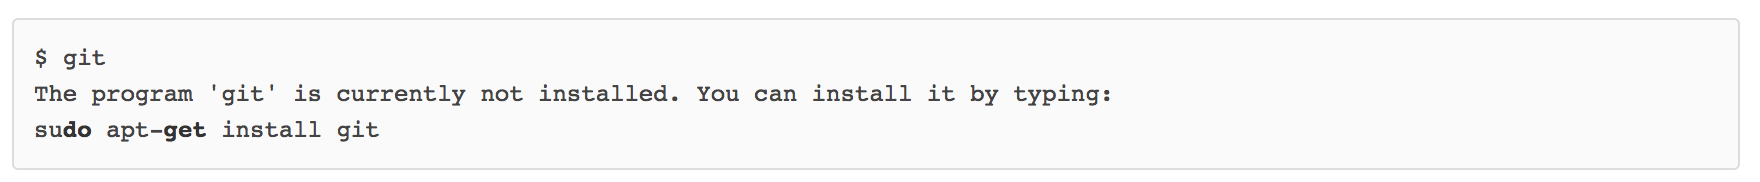 $ git
The program 'git' is currently not installed. You can install it by typing:
sudo apt-get install git